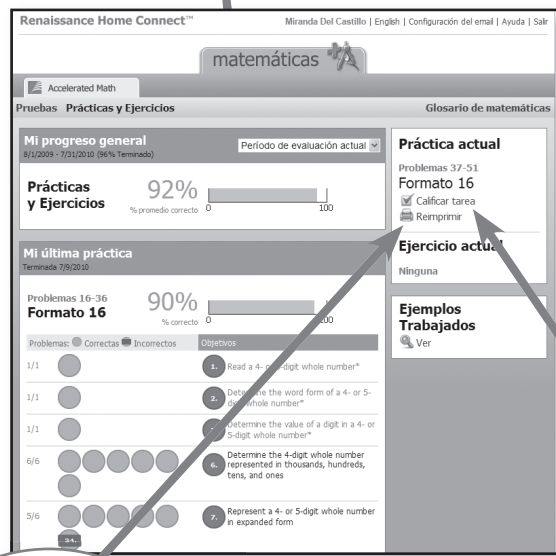 Renaissance Home Connect™
Miranda Del Castillo | English | Configuración del email | Ayuda | Salir
matemáticas
Accelerated Math
Pruebas Prácticas y Ejercicios
Glosario de matemáticas
Mi progreso general
8/1/2009 - 7/31/2010 (96% Terminado)
Período de evaluación actual
Prácticas
y Ejercicios
92%
% promedio correcto
0 100
Mi última práctica
Terminada 7/9/2010
Problemas 16-36
Formato 16
90%
% correcto
0
Problemas: Correctas Incorrectos
Objetivos
1/1
1. Read a 4- digit whole number*
1/1
2. Determine the word form of a 4- or 5-
digit whole number*
1/1
Determine the value of a digit in a 4- or
5-digit whole number*
6/6
6. Determine the 4-digit whole number
represented in thousands, hundreds,
tens, and ones
5/6
34.
7. Represent a 4- or 5-digit whole number
in expanded form
Práctica actual
Problemas 37-51
Formato 16
Calificar tarea
Reimprimir
Ejercicio actual
Ninguna
Ejemplos
Trabajados
Ver